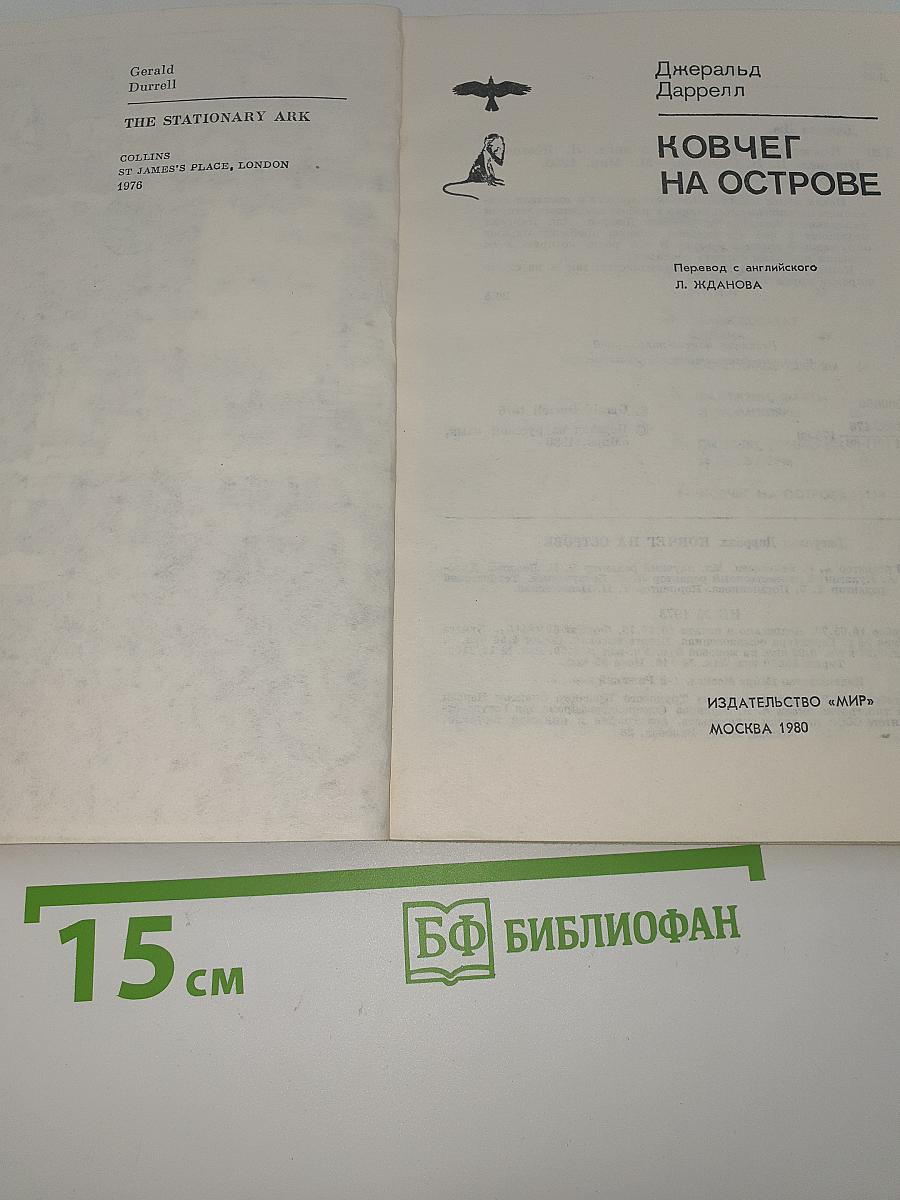 Gerald
Durrell
THE STATIONARY ARK
COLLINS
ST JAMES'S PLACE, LONDON
1976
Джеральд
Даррелл
КОВЧЕГ
НА ОСТРОВЕ
Перевод с английского
Л. ЖДАНОВА
ИЗДАТЕЛЬСТВО «МИР»
МОСКВА 1980
15 см
БФ БИБЛИОФАН